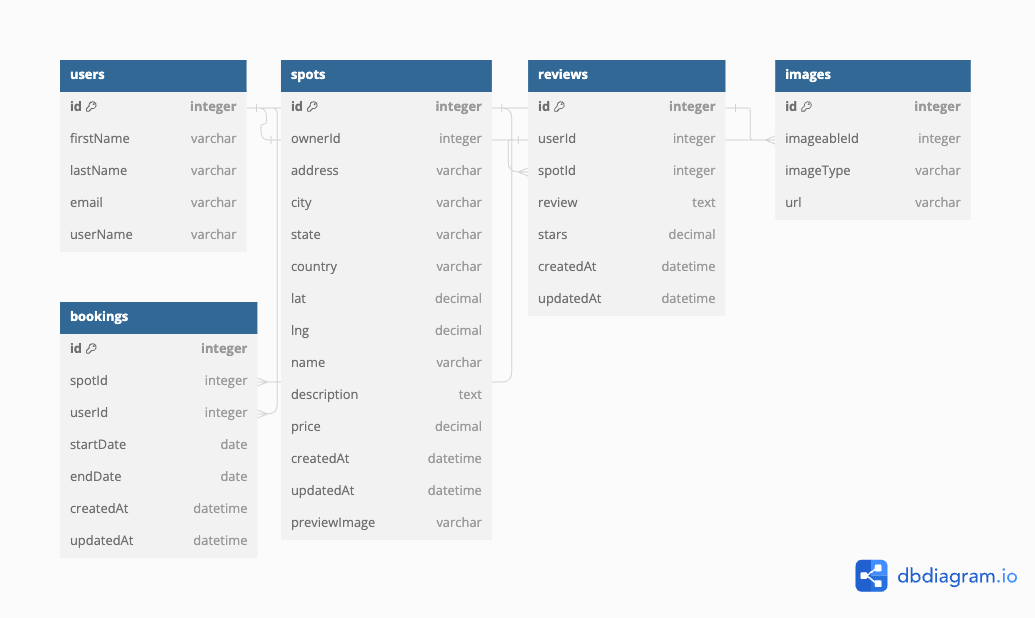 users
id integer
firstName varchar
lastName varchar
email varchar
userName varchar
bookings
id integer
spotId integer
userId integer
startDate date
endDate date
createdAt datetime
updatedAt datetime
spots
id integer
ownerId integer
address varchar
city varchar
state varchar
country varchar
lat decimal
lng decimal
name varchar
description text
price decimal
createdAt datetime
updatedAt datetime
previewImage varchar
reviews
id integer
userId integer
spotId integer
review text
stars decimal
createdAt datetime
updatedAt datetime
images
id integer
imageableId integer
imageType varchar
url varchar
dbdiagram.io